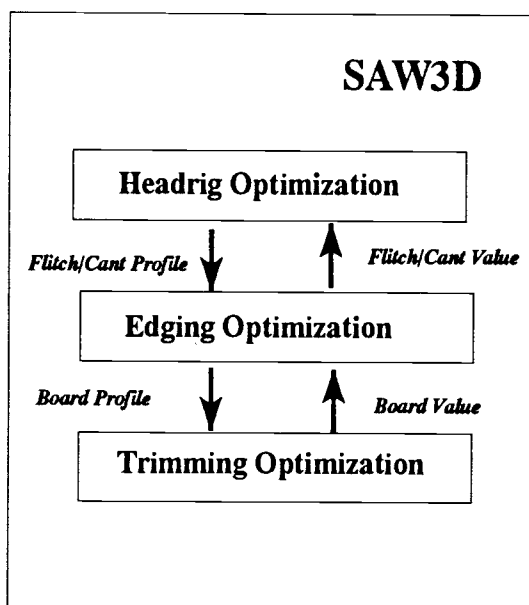 SAW3D
Headrig Optimization
Flitch/Cant Profile
Flitch/Cant Value
Edging Optimization
Board Profile
Board Value
Trimming Optimization